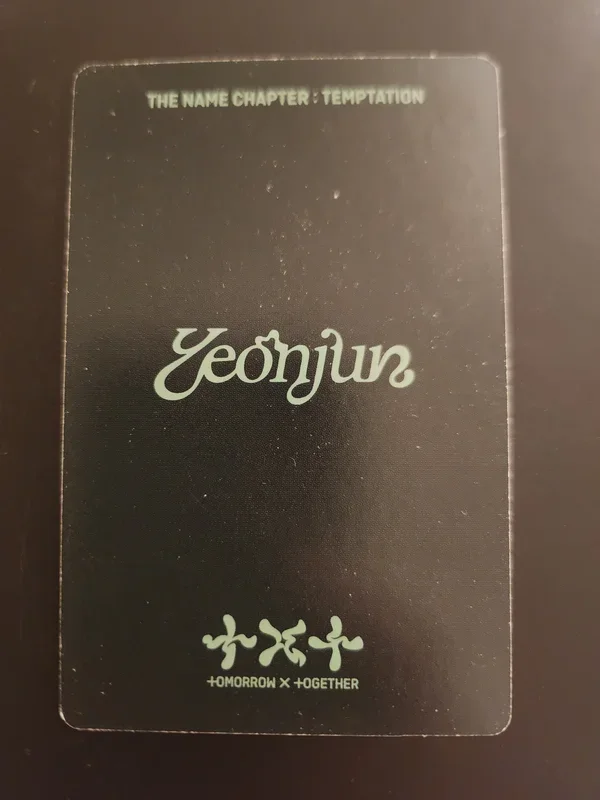 THE NAME CHAPTER : TEMPTATION
Yeonjun
TXT
TOMORROW X TOGETHER